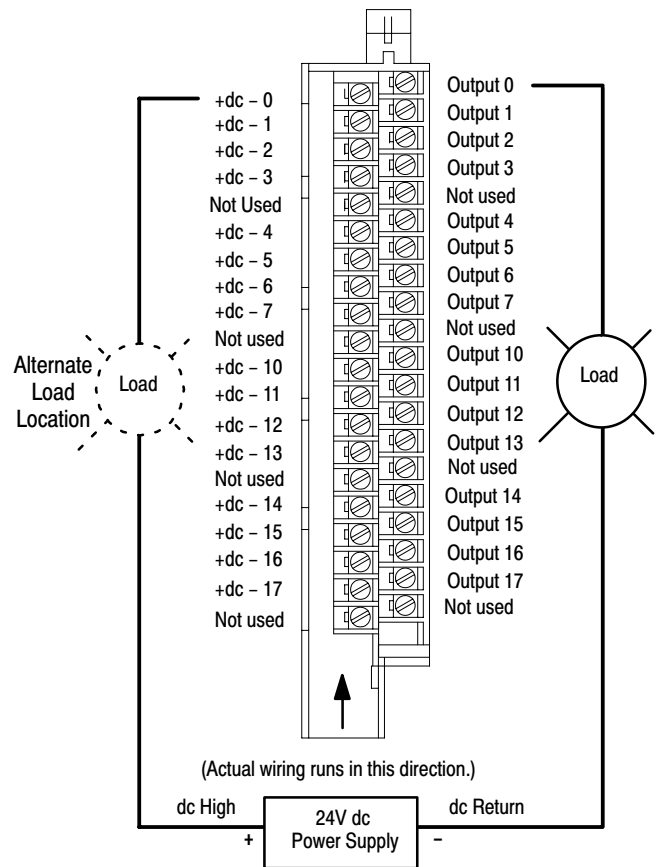 +dc – 0
+dc – 1
+dc – 2
+dc – 3
Not Used
+dc – 4
+dc – 5
+dc – 6
+dc – 7
Not used
+dc – 10
+dc – 11
+dc – 12
+dc – 13
Not used
+dc – 14
+dc – 15
+dc – 16
+dc – 17
Not used
Output 0
Output 1
Output 2
Output 3
Not used
Output 4
Output 5
Output 6
Output 7
Not used
Output 10
Output 11
Output 12
Output 13
Not used
Output 14
Output 15
Output 16
Output 17
Not used
Alternate
Load
Location
Load
Load
(Actual wiring runs in this direction.)
dc High
dc Return
+
24V dc
Power Supply
–